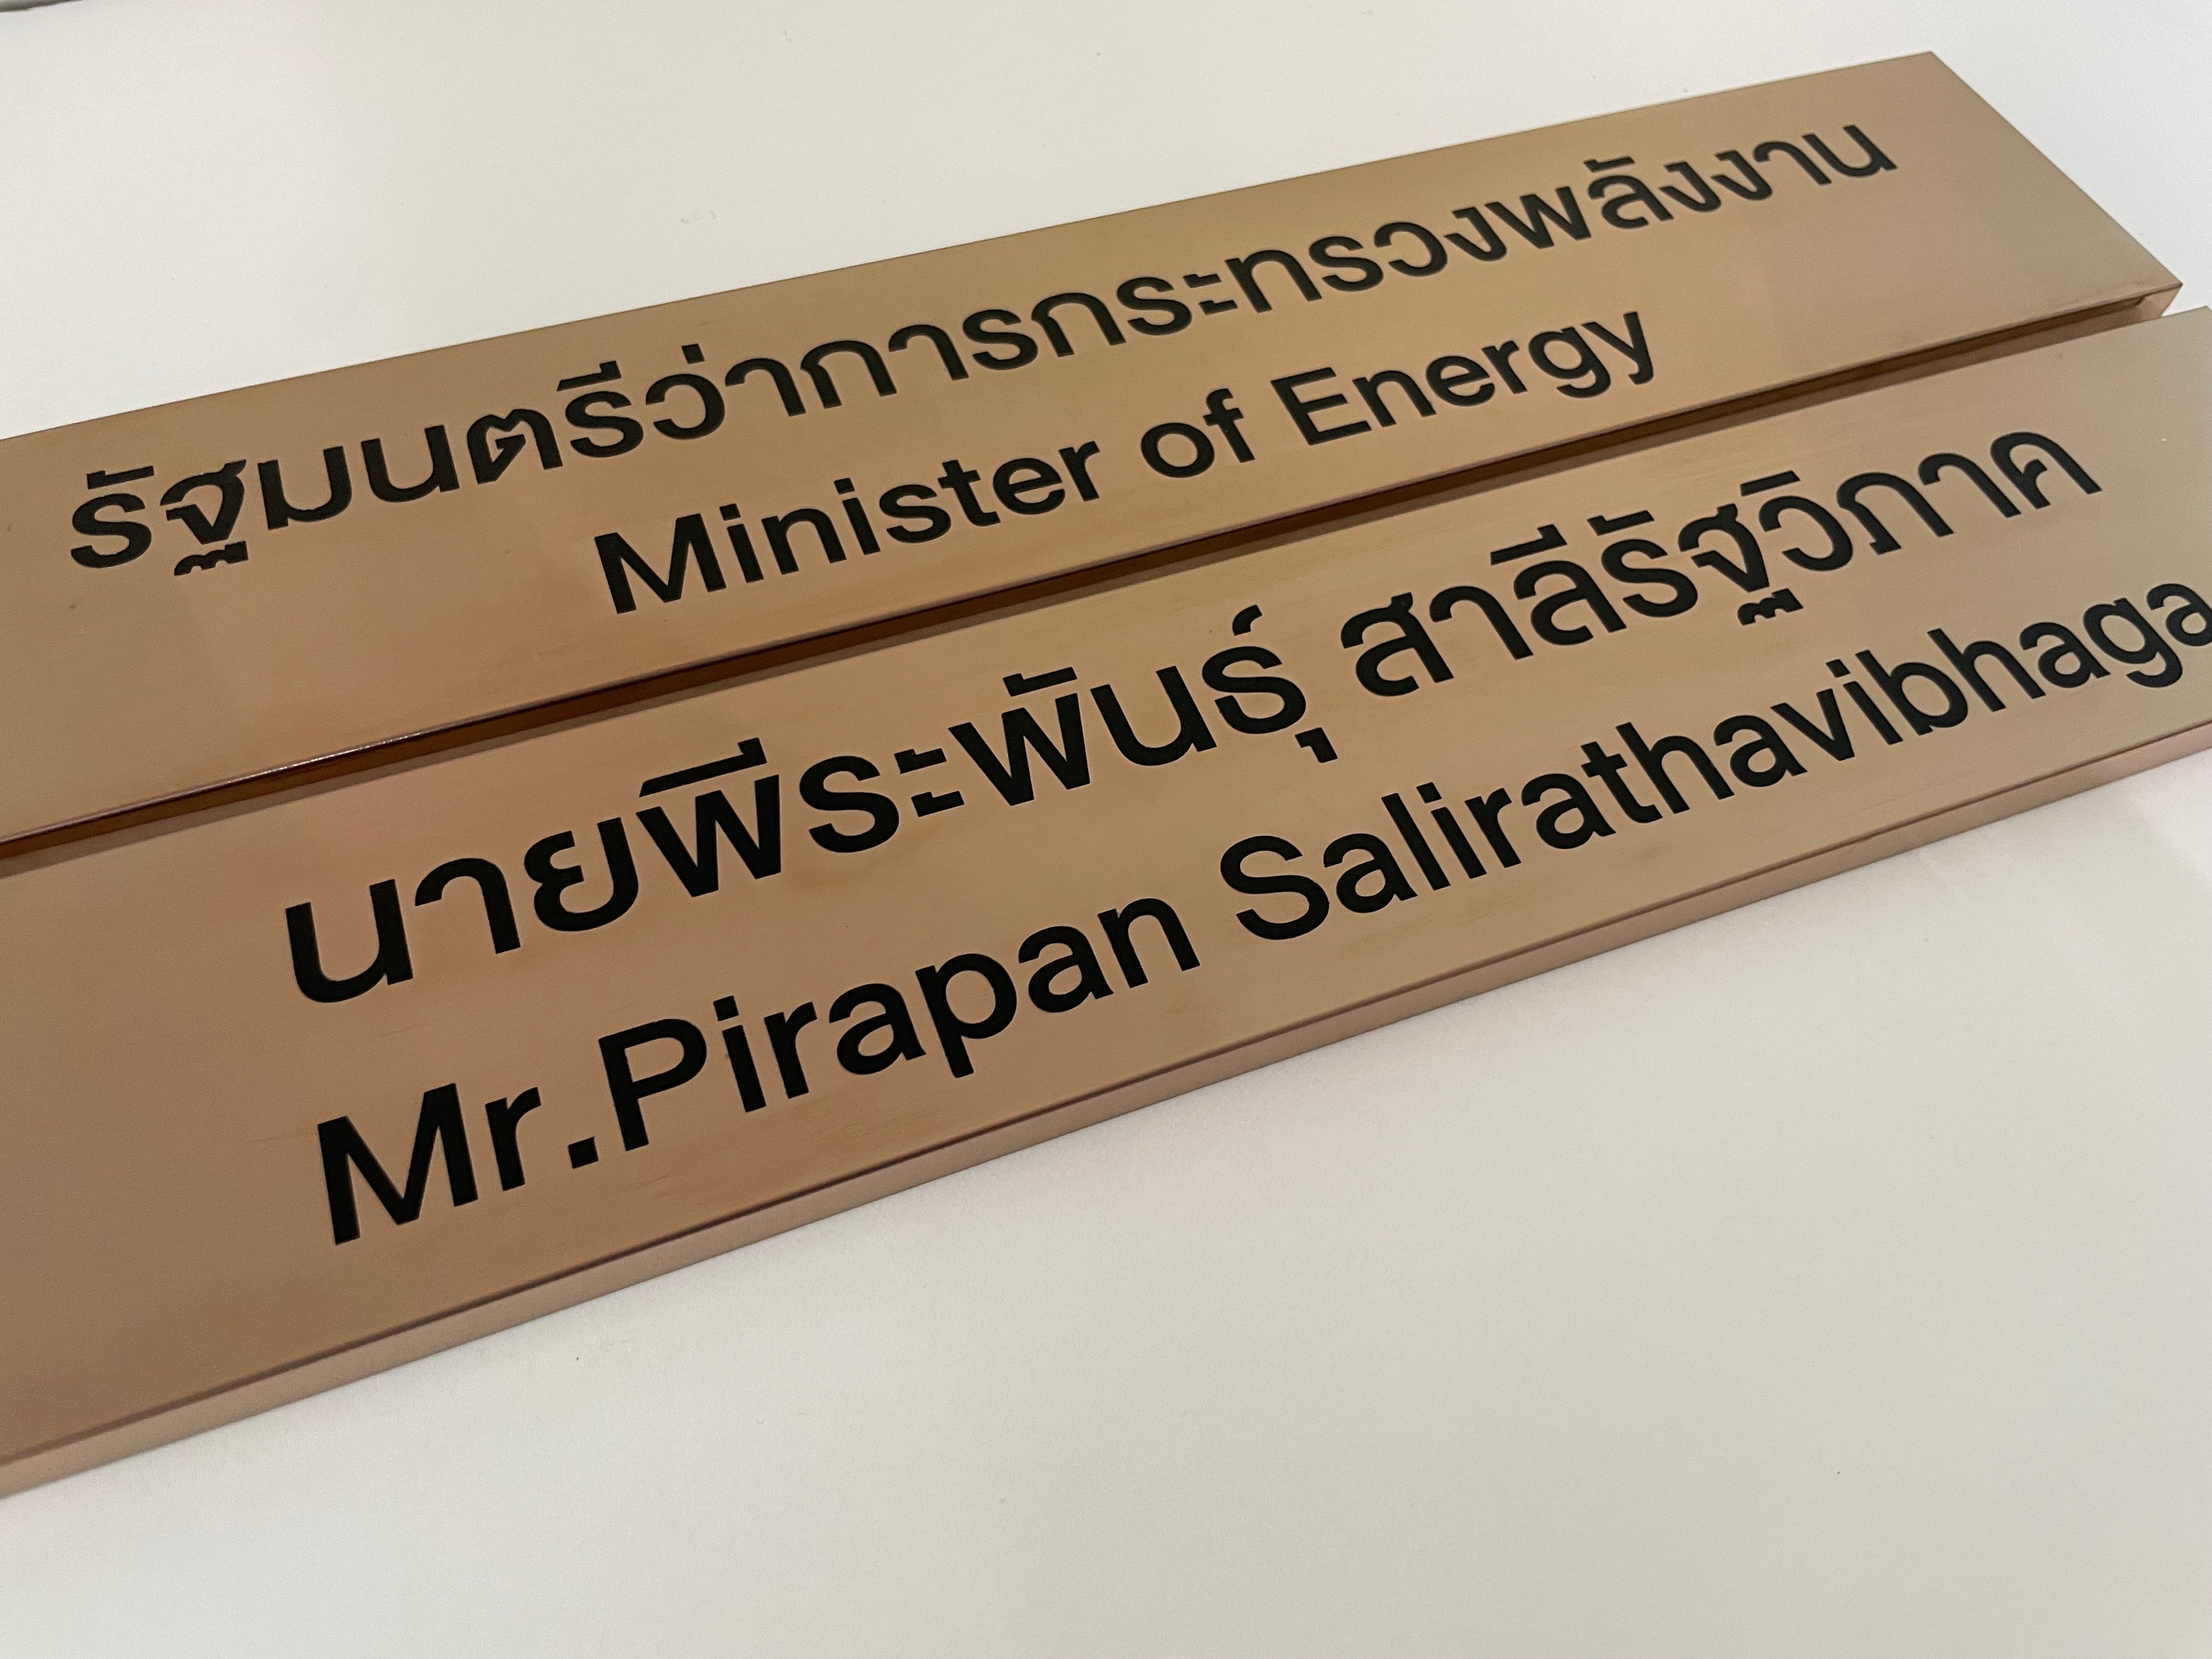 รัฐมนตรีว่าการกระทรวงพลังงาน
Minister of Energy
นายพีระพันธุ์ สาลีรัฐวิภาค
Mr.Pirapan Salirathavibhaga